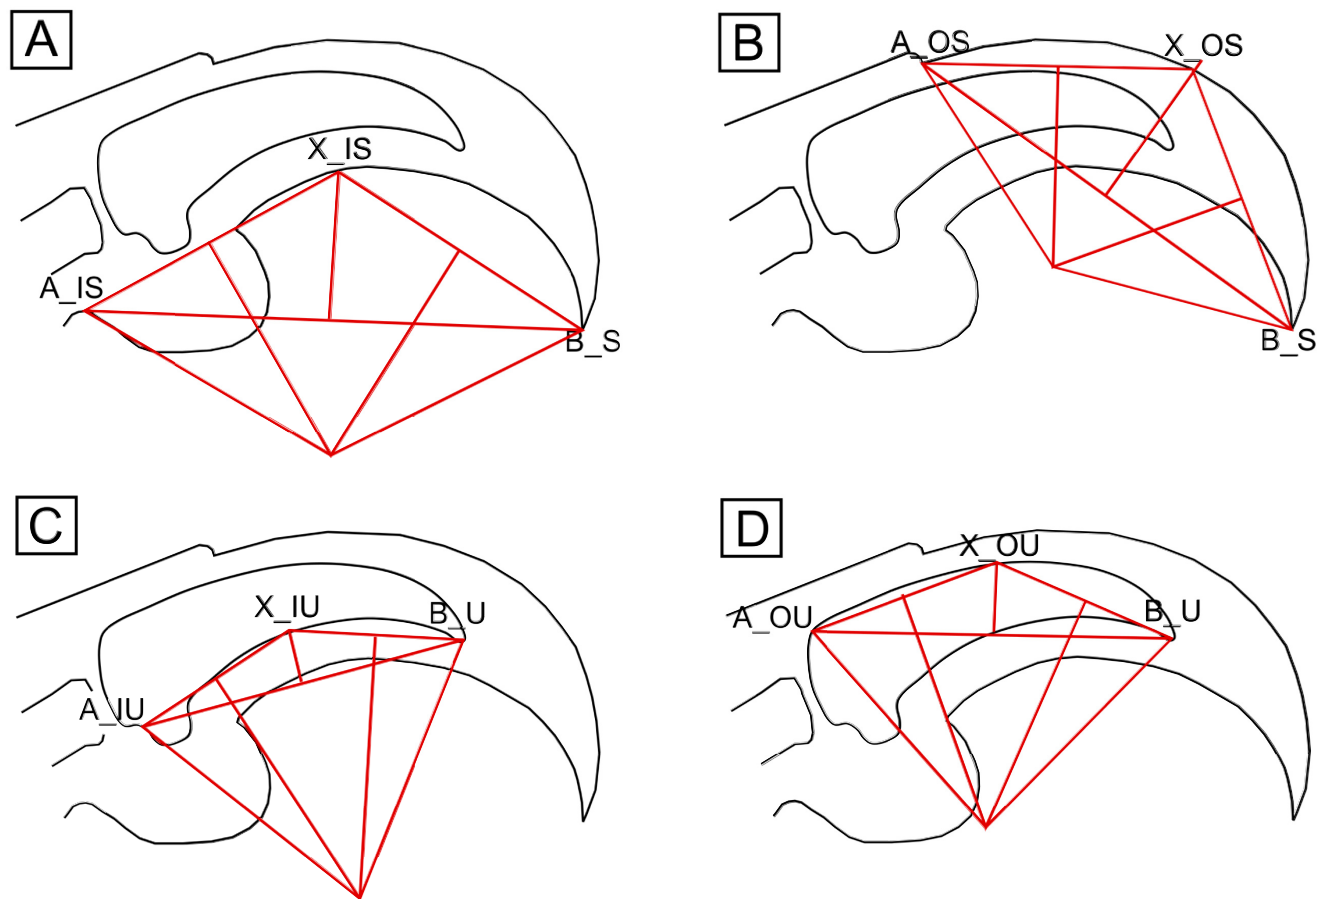 A
B
A_OS
X_OS
X_IS
A_IS
B_S
B_S
C
D
X_OU
X_IU
B_U
A_OU
B_U
A_IU